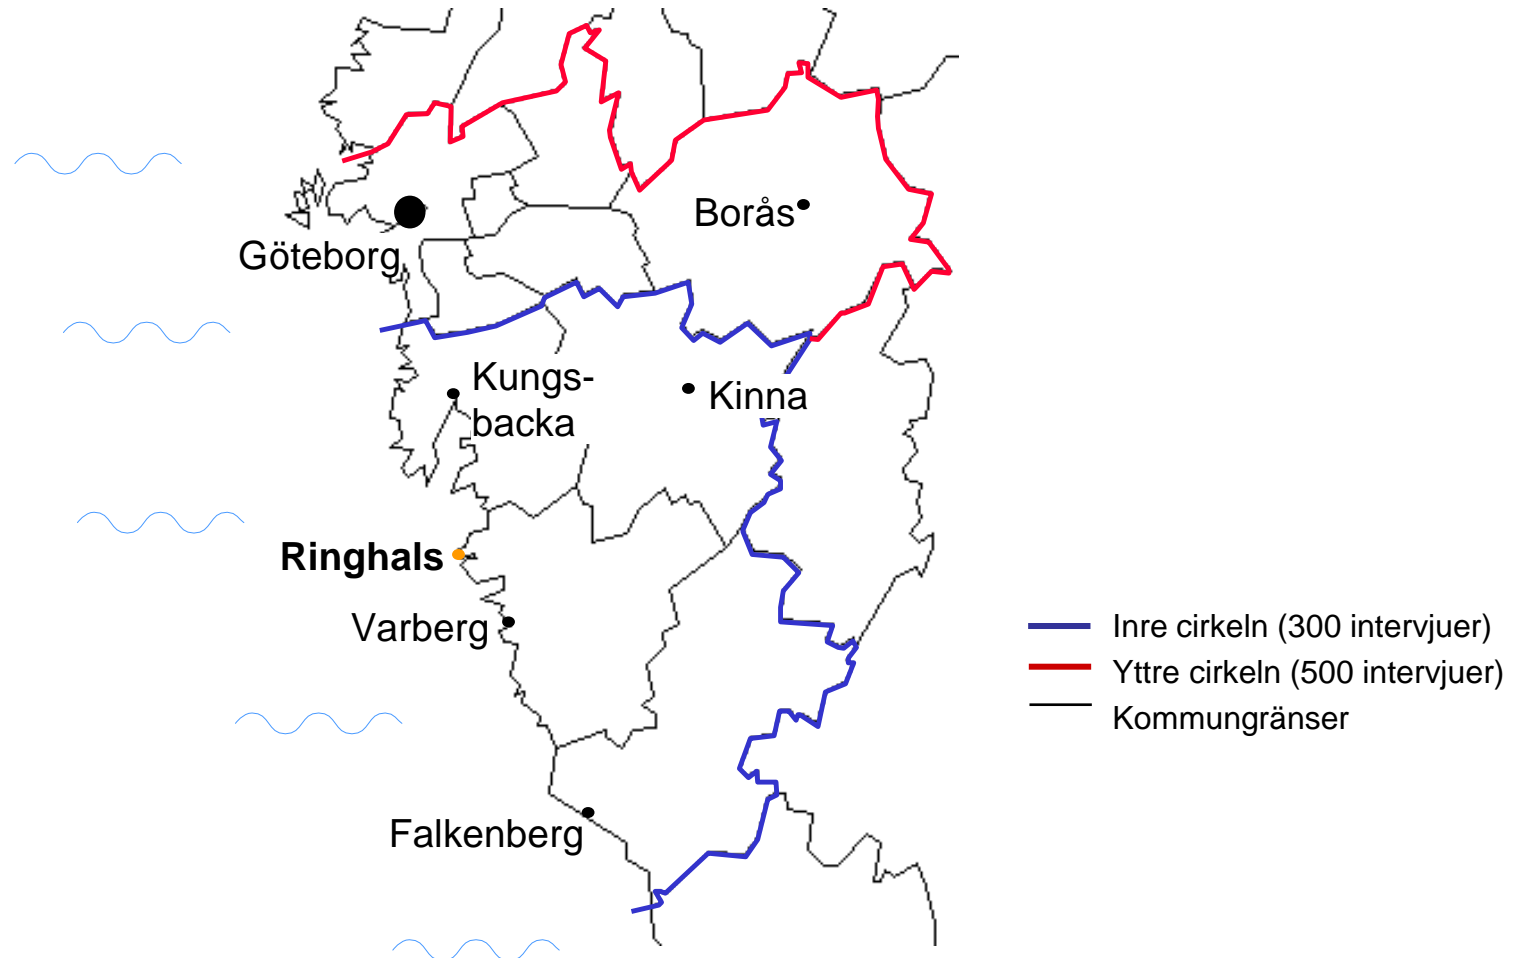 Borås
Göteborg
Kungs-
backa
Kinna
Ringhals
Varberg
Falkenberg
Inre cirkeln (300 intervjuer)
Yttre cirkeln (500 intervjuer)
Kommungränser